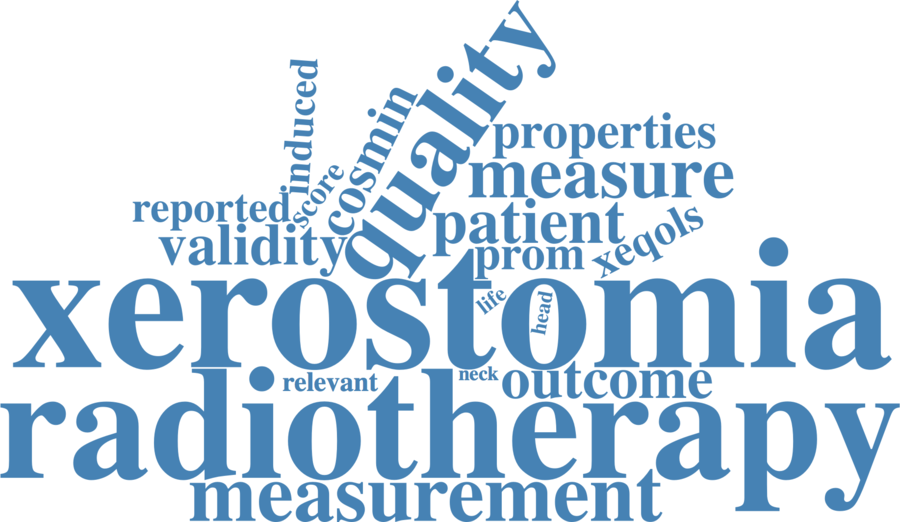 quality
induced
cosmin
properties
score
measure
reported
patient
xeqols
validity
prom
xerostomia
life
head
relevant
neck
outcome
radiotherapy
measurement